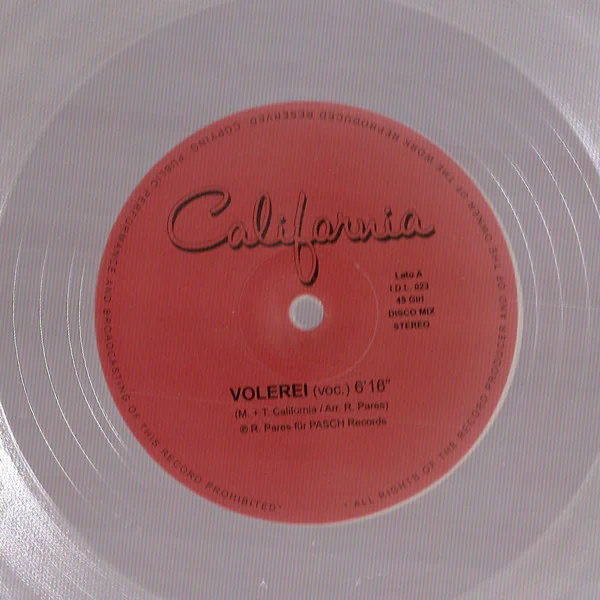 California
Lato A
I.D.L. 023
45 Giri
DISCO MIX
STEREO
VOLEREI (voc.) 6'16"
(M. + T. California / Arr. R. Pares)
℗ R. Pares für PASCH Records
· ALL RIGHTS OF THE RECORD PRODUCER AND OF THE OWNER OF THE WORK REPRODUCED RESERVED. COPYING, PUBLIC PERFORMANCE AND BROADCASTING OF THIS RECORD PROHIBITED ·